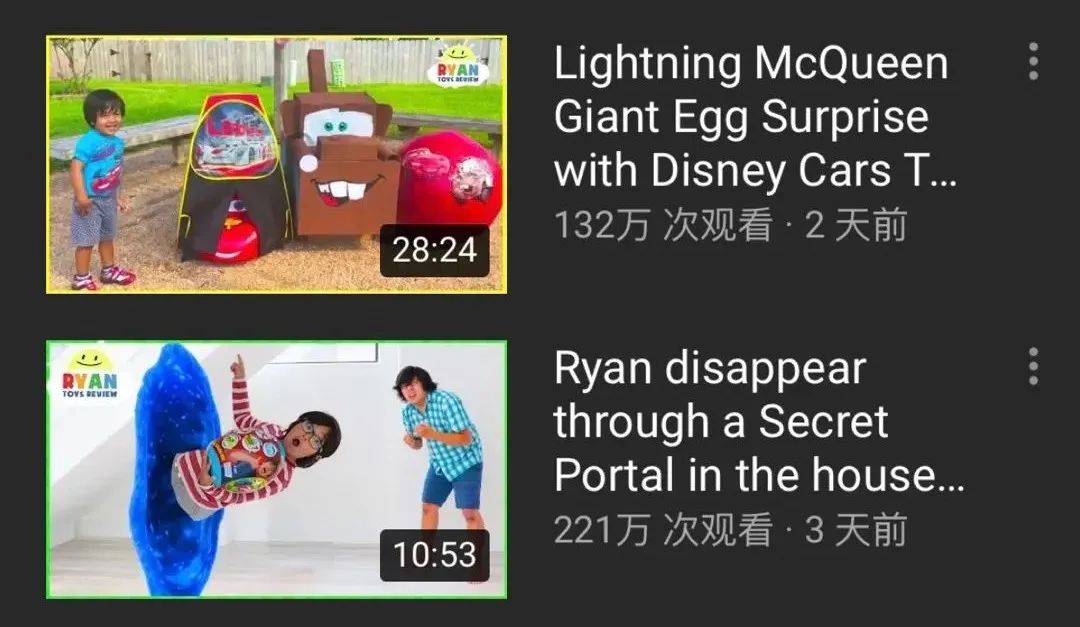 RYAN
TOYS REVIEW
28:24
Lightning McQueen
Giant Egg Surprise
with Disney Cars T...
132万 次观看 · 2 天前
RYAN
TOYS REVIEW
10:53
Ryan disappear
through a Secret
Portal in the house...
221万 次观看 · 3 天前